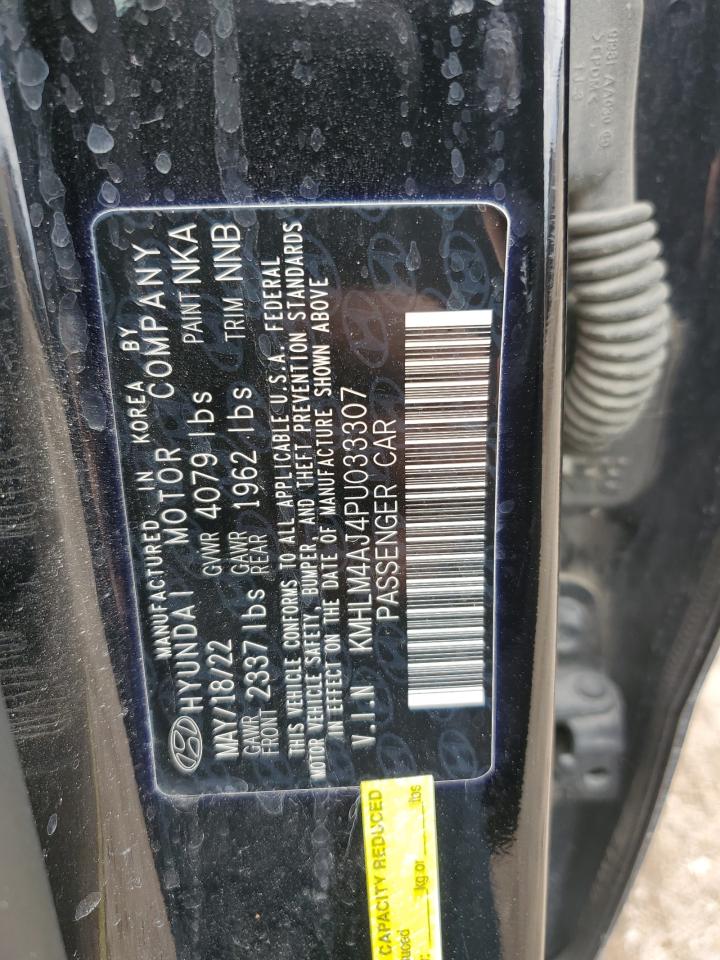 MANUFACTURED IN KOREA BY
HYUNDAI MOTOR COMPANY
MAY/18/22 GVWR 4079 lbs PAINT NKA
GAWR FRONT 2337 lbs GAWR REAR 1962 lbs TRIM NNB
THIS VEHICLE CONFORMS TO ALL APPLICABLE U.S.A. FEDERAL
MOTOR VEHICLE SAFETY, BUMPER, AND THEFT PREVENTION STANDARDS
IN EFFECT ON THE DATE OF MANUFACTURE SHOWN ABOVE
V.I.N KMHLM4AJ4PU033307
PASSENGER CAR
CAPACITY REDUCED
kg or lbs